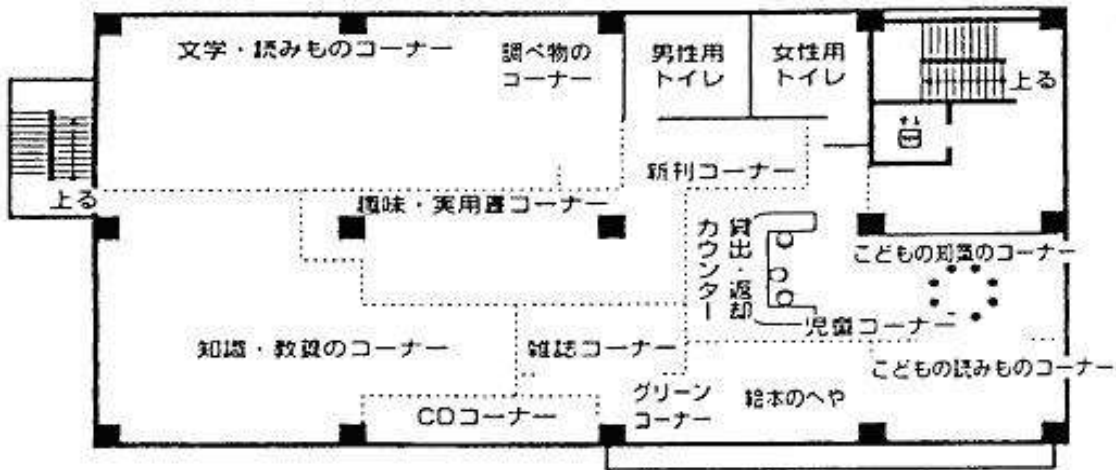 文学・読みものコーナー
調べ物の
コーナー
男性用
トイレ
女性用
トイレ
上る
新刊コーナー
上る
趣味・実用書コーナー
貸出・返却
カウンター
こどもの知識のコーナー
児童コーナー
知識・教養のコーナー
雑誌コーナー
こどもの読みものコーナー
グリーン
コーナー
絵本のへや
CDコーナー